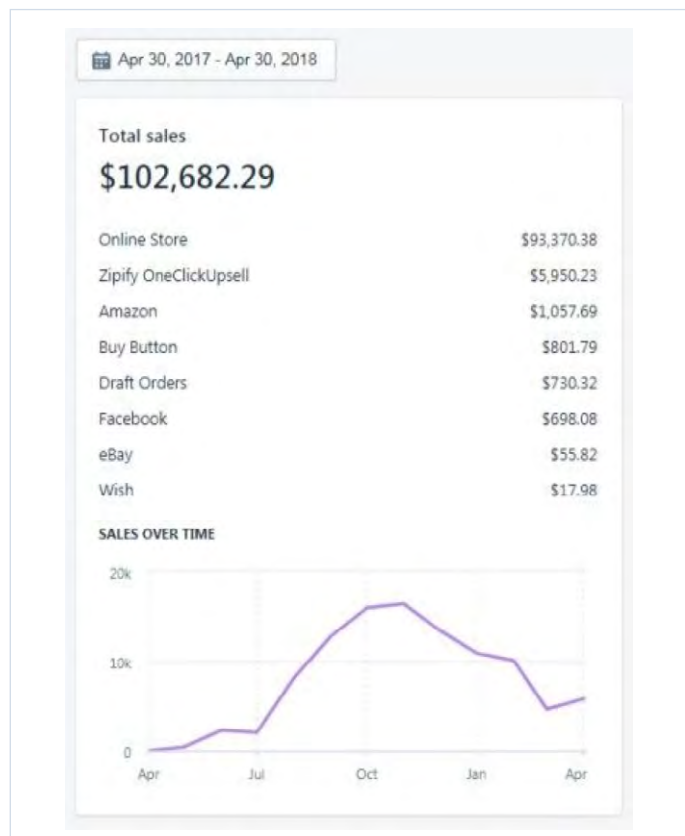 Apr 30, 2017 - Apr 30, 2018
Total sales
$102,682.29
Online Store $93,370.38
Zipify OneClickUpsell $5,950.23
Amazon $1,057.69
Buy Button $801.79
Draft Orders $730.32
Facebook $698.08
eBay $55.82
Wish $17.98
SALES OVER TIME
20k
10k
0
Apr Jul Oct Jan Apr